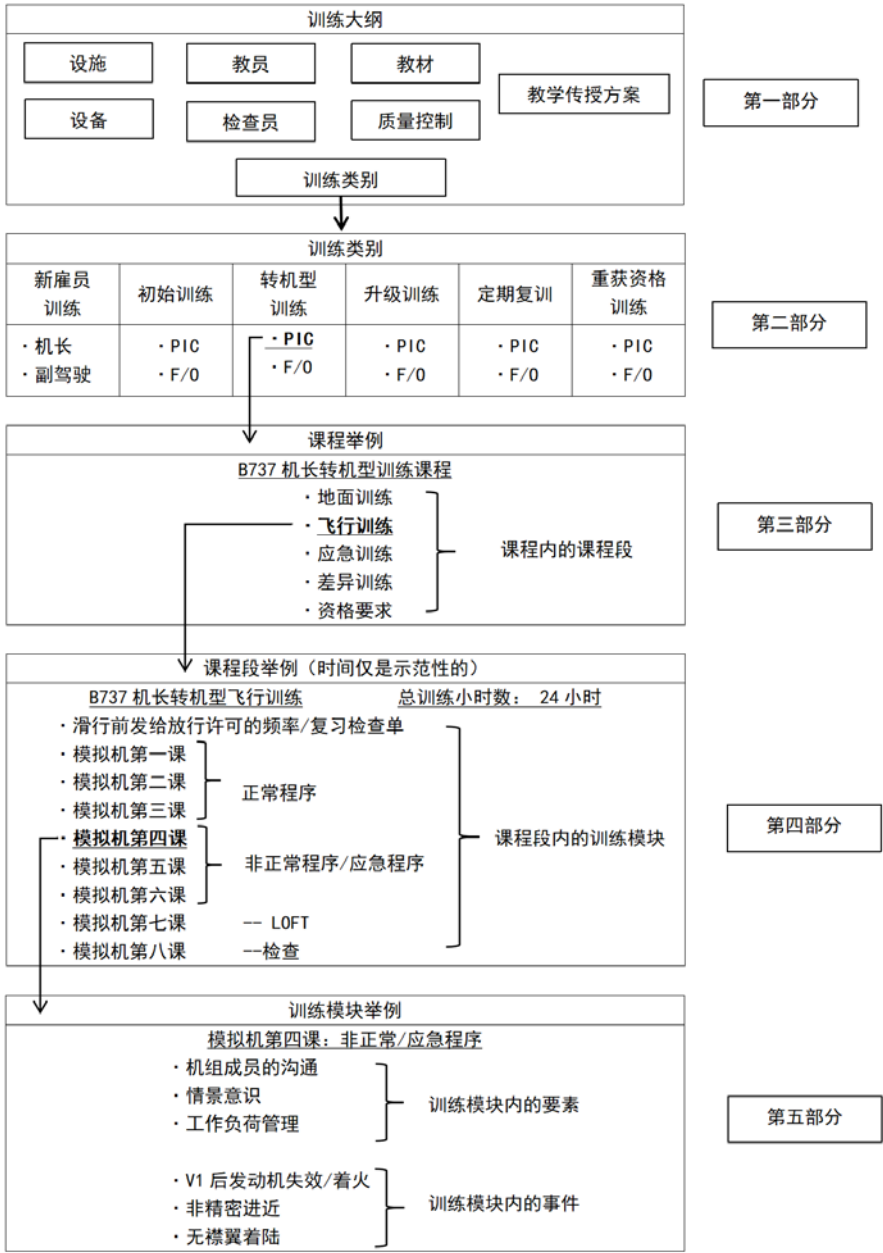 训练大纲
设施 教员 教材
教学传授方案
设备 检查员 质量控制
训练类别
第一部分
训练类别
新雇员训练 初始训练 转机型训练 升级训练 定期复训 重获资格训练
·机长 ·PIC ·PIC ·PIC ·PIC ·PIC
·副驾驶 ·F/O ·F/O ·F/O ·F/O ·F/O
第二部分
课程举例
B737 机长转机型训练课程
·地面训练
·飞行训练
·应急训练
·差异训练
·资格要求
课程内的课程段
第三部分
课程段举例（时间仅是示范性的）
B737 机长转机型飞行训练 总训练小时数： 24 小时
·滑行前发给放行许可的频率/复习检查单
·模拟机第一课
·模拟机第二课
·模拟机第三课
正常程序
·模拟机第四课
·模拟机第五课
·模拟机第六课
非正常程序/应急程序
·模拟机第七课 -- LOFT
·模拟机第八课 --检查
课程段内的训练模块
第四部分
训练模块举例
模拟机第四课：非正常/应急程序
·机组成员的沟通
·情景意识
·工作负荷管理
训练模块内的要素
·V1 后发动机失效/着火
·非精密进近
·无襟翼着陆
训练模块内的事件
第五部分